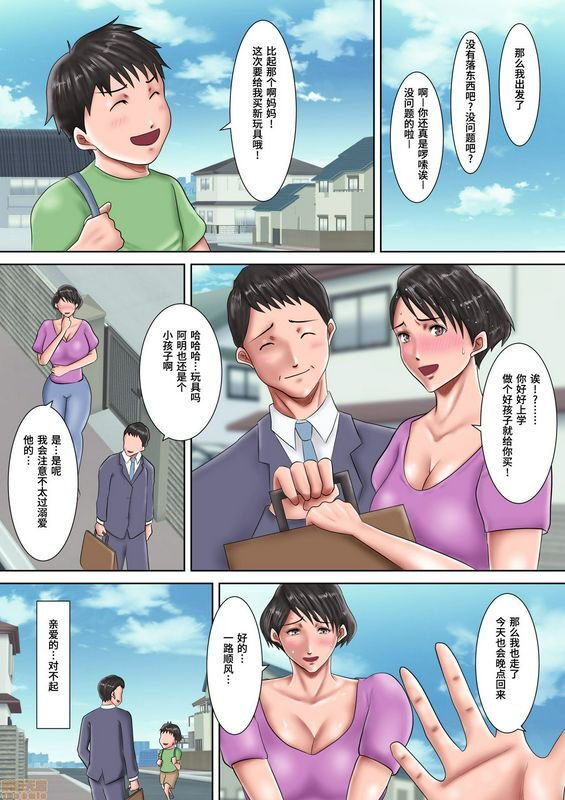 那么我出发了
没有落东西吧？没问题吧？
啊—你还真是啰嗦诶—
没问题的啦—
比起那个啊妈妈！
这次要给我买新玩具哦！
诶！？……
你好好上学
做个好孩子就给你买！
哈哈哈…玩具吗
阿明也还是个
小孩子啊
是…是呢
我会注意不太过溺爱
他的…
那么我也走了
今天也会晚点回来
好的…
一路顺风…
亲爱的…对不起